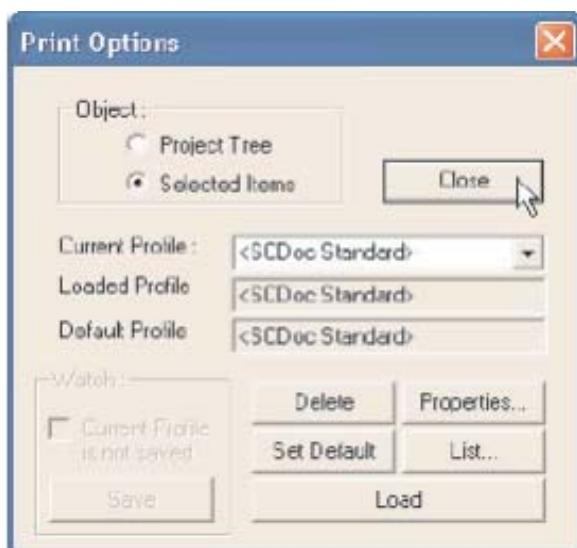 Print Options
Object :
Project Tree
Selected Items
Close
Current Profile :
<SCDoc Standard>
Loaded Profile
<SCDoc Standard>
Default Profile
<SCDoc Standard>
Watch :
Current Profile
is not saved
Save
Delete
Properties...
Set Default
List...
Load